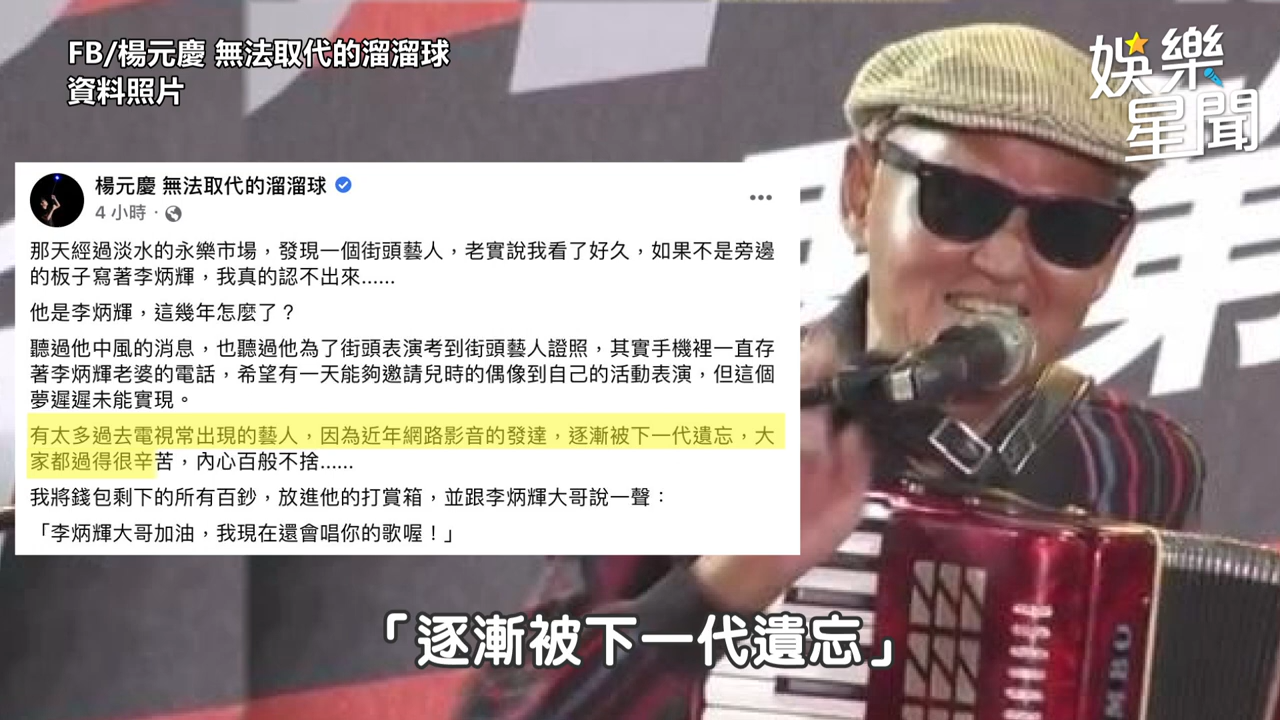 FB/楊元慶 無法取代的溜溜球
資料照片
娛樂
星聞
楊元慶 無法取代的溜溜球
4 小時 ·
那天經過淡水的永樂市場，發現一個街頭藝人，老實說我看了好久，如果不是旁邊
的板子寫著李炳輝，我真的認不出來......
他是李炳輝，這幾年怎麼了？
聽過他中風的消息，也聽過他為了街頭表演考到街頭藝人證照，其實手機裡一直存
著李炳輝老婆的電話，希望有一天能夠邀請兒時的偶像到自己的活動表演，但這個
夢遲遲未能實現。
有太多過去電視常出現的藝人，因為近年網路影音的發達，逐漸被下一代遺忘，大
家都過得很辛苦，內心百般不捨......
我將錢包剩下的所有百鈔，放進他的打賞箱，並跟李炳輝大哥說一聲：
「李炳輝大哥加油，我現在還會唱你的歌喔！」
「逐漸被下一代遺忘」